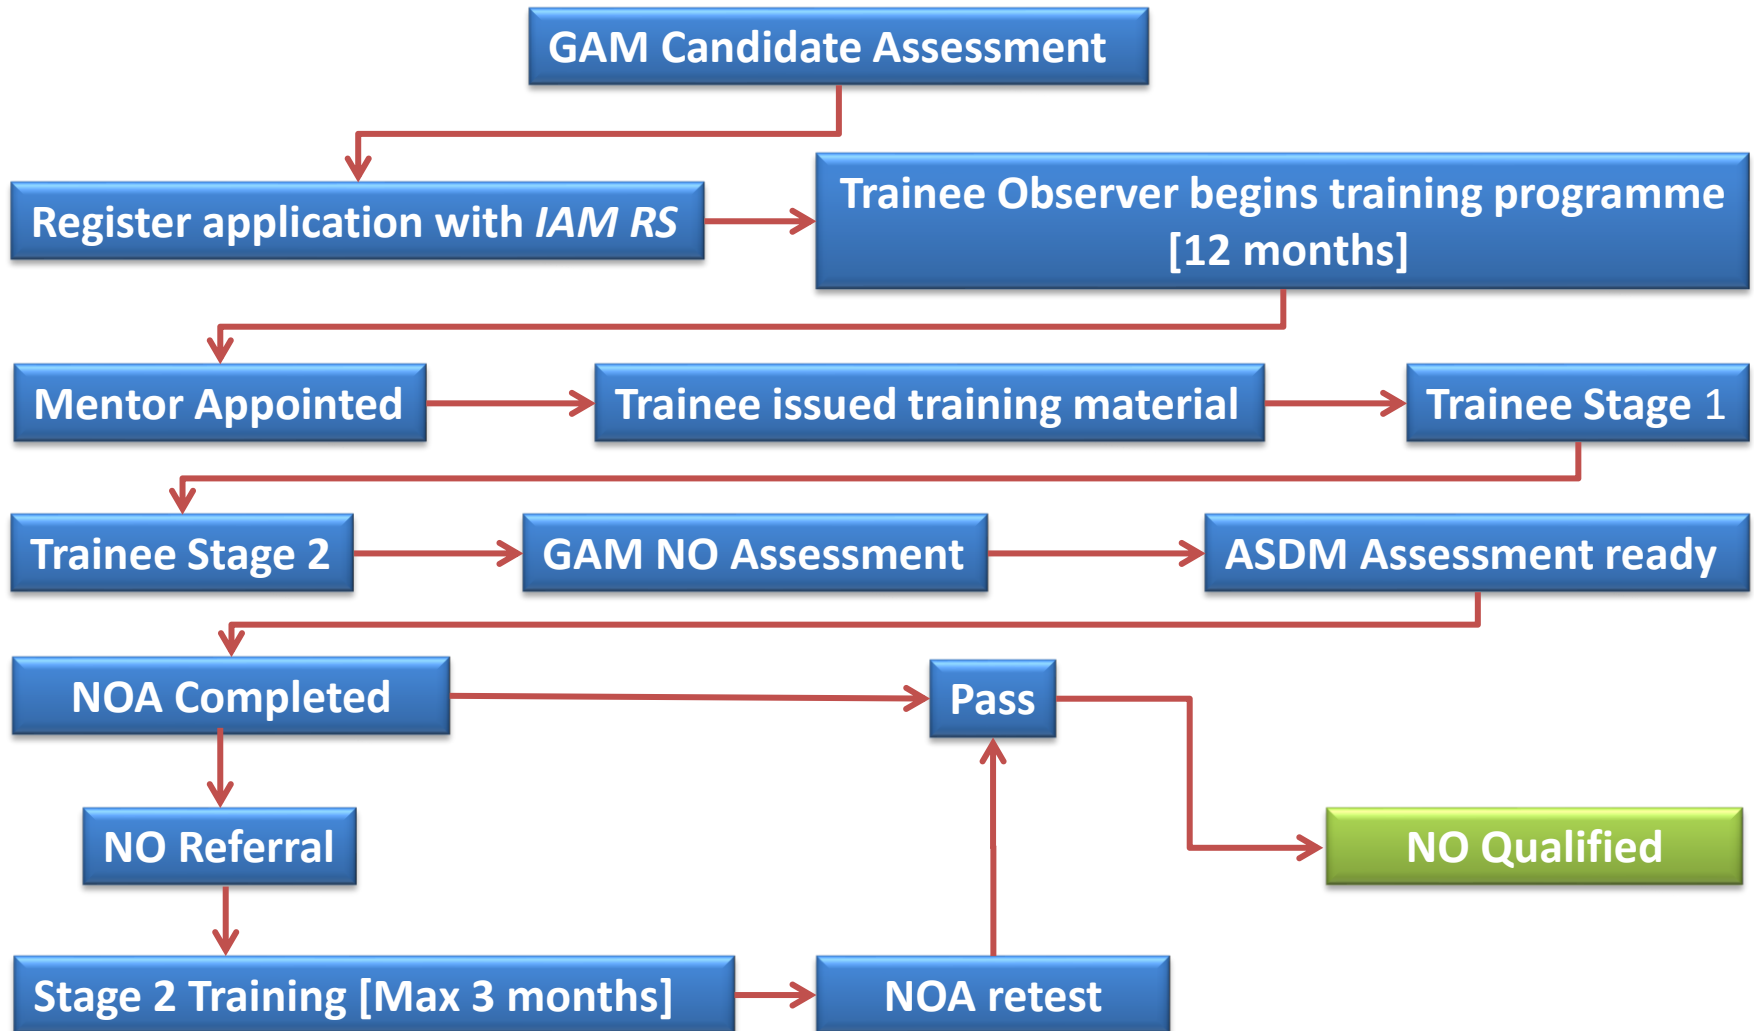 GAM Candidate Assessment
Register application with IAM RS
Trainee Observer begins training programme
[12 months]
Mentor Appointed
Trainee issued training material
Trainee Stage 1
Trainee Stage 2
GAM NO Assessment
ASDM Assessment ready
NOA Completed
Pass
NO Referral
NO Qualified
Stage 2 Training [Max 3 months]
NOA retest